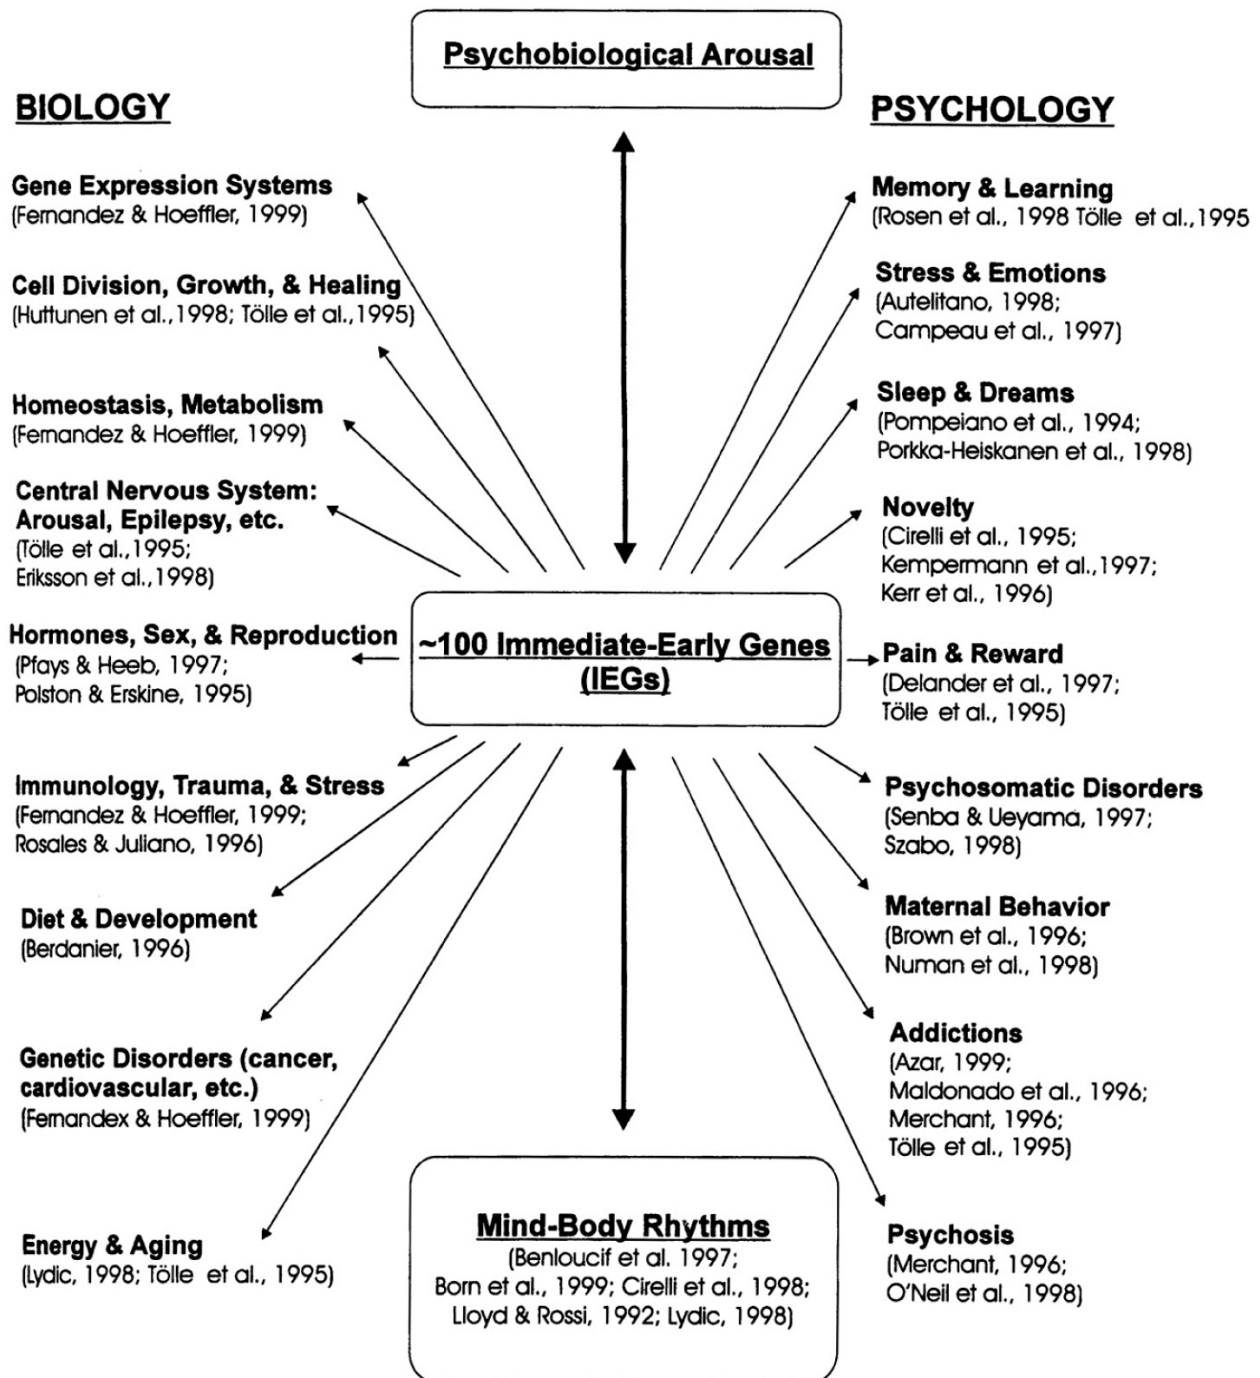 Psychobiological Arousal
BIOLOGY
Gene Expression Systems
(Fernandez & Hoeffler, 1999)
Cell Division, Growth, & Healing
(Huttunen et al.,1998; Tölle et al.,1995)
Homeostasis, Metabolism
(Fernandez & Hoeffler, 1999)
Central Nervous System:
Arousal, Epilepsy, etc.
(Tölle et al.,1995;
Eriksson et al.,1998)
Hormones, Sex, & Reproduction
(Pfays & Heeb, 1997;
Polston & Erskine, 1995)
Immunology, Trauma, & Stress
(Fernandez & Hoeffler, 1999;
Rosales & Juliano, 1996)
Diet & Development
(Berdanier, 1996)
Genetic Disorders (cancer,
cardiovascular, etc.)
(Fernandex & Hoeffler, 1999)
Energy & Aging
(Lydic, 1998; Tölle et al., 1995)
~100 Immediate-Early Genes
(IEGs)
Mind-Body Rhythms
(Benloucif et al. 1997;
Born et al., 1999; Cirelli et al., 1998;
Lloyd & Rossi, 1992; Lydic, 1998)
PSYCHOLOGY
Memory & Learning
(Rosen et al., 1998 Tölle et al.,1995
Stress & Emotions
(Autelitano, 1998;
Campeau et al., 1997)
Sleep & Dreams
(Pompeiano et al., 1994;
Porkka-Heiskanen et al., 1998)
Novelty
(Cirelli et al., 1995;
Kempermann et al.,1997;
Kerr et al., 1996)
Pain & Reward
(Delander et al., 1997;
Tölle et al., 1995)
Psychosomatic Disorders
(Senba & Ueyama, 1997;
Szabo, 1998)
Maternal Behavior
(Brown et al., 1996;
Numan et al., 1998)
Addictions
(Azar, 1999;
Maldonado et al., 1996;
Merchant, 1996;
Tölle et al., 1995)
Psychosis
(Merchant, 1996;
O'Neil et al., 1998)